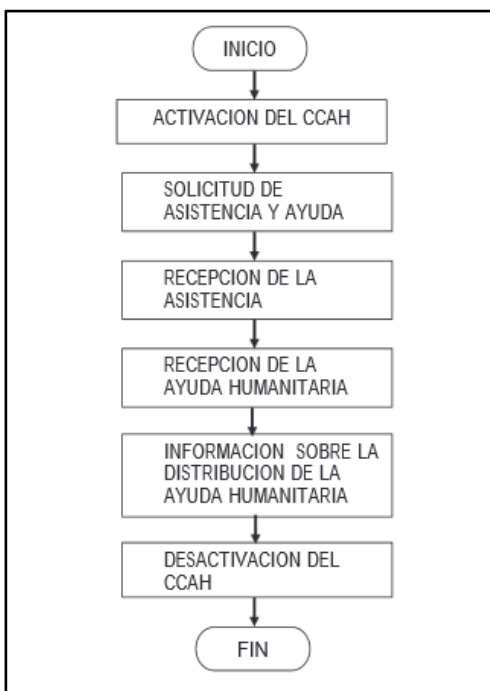 INICIO
ACTIVACION DEL CCAH
SOLICITUD DE
ASISTENCIA Y AYUDA
RECEPCION DE LA
ASISTENCIA
RECEPCION DE LA
AYUDA HUMANITARIA
INFORMACION SOBRE LA
DISTRIBUCION DE LA
AYUDA HUMANITARIA
DESACTIVACION DEL
CCAH
FIN